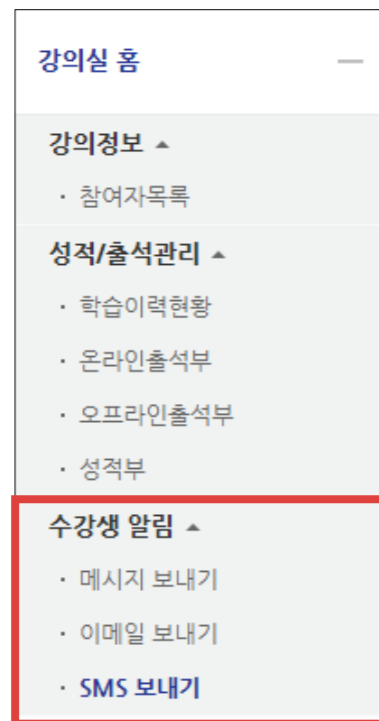 강의실 홈
강의정보
· 참여자목록
성적/출석관리
· 학습이력현황
· 온라인출석부
· 오프라인출석부
· 성적부
수강생 알림
· 메시지 보내기
· 이메일 보내기
· SMS 보내기